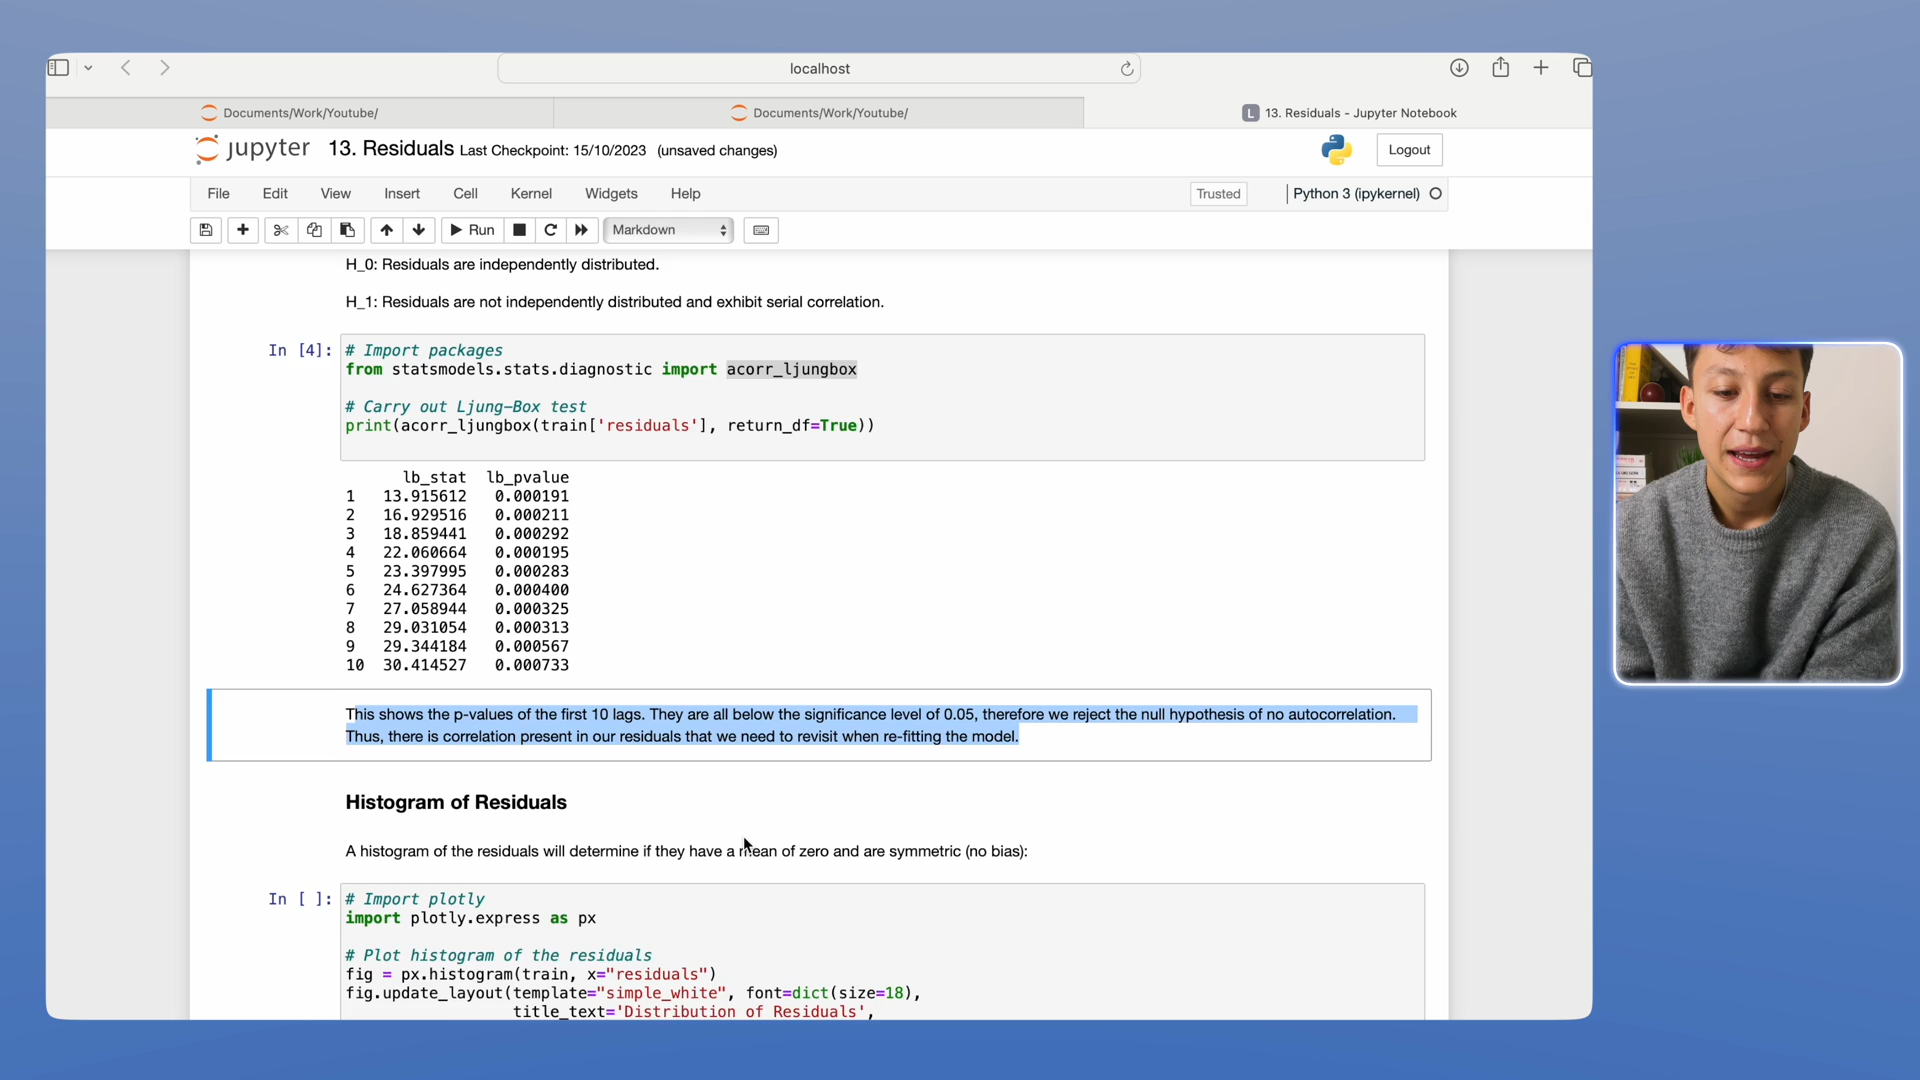 localhost
Documents/Work/Youtube/
Documents/Work/Youtube/
L 13. Residuals - Jupyter Notebook
jupyter 13. Residuals Last Checkpoint: 15/10/2023 (unsaved changes)
Logout
File Edit View Insert Cell Kernel Widgets Help
Trusted
Python 3 (ipykernel)
Run
Markdown
H_0: Residuals are independently distributed.
H_1: Residuals are not independently distributed and exhibit serial correlation.
In [4]: # Import packages
from statsmodels.stats.diagnostic import acorr_ljungbox
# Carry out Ljung-Box test
print(acorr_ljungbox(train['residuals'], return_df=True))
lb_stat lb_pvalue
1 13.915612 0.000191
2 16.929516 0.000211
3 18.859441 0.000292
4 22.060664 0.000195
5 23.397995 0.000283
6 24.627364 0.000400
7 27.058944 0.000325
8 29.031054 0.000313
9 29.344184 0.000567
10 30.414527 0.000733
This shows the p-values of the first 10 lags. They are all below the significance level of 0.05, therefore we reject the null hypothesis of no autocorrelation.
Thus, there is correlation present in our residuals that we need to revisit when re-fitting the model.
Histogram of Residuals
A histogram of the residuals will determine if they have a mean of zero and are symmetric (no bias):
In [ ]: # Import plotly
import plotly.express as px
# Plot histogram of the residuals
fig = px.histogram(train, x="residuals")
fig.update_layout(template="simple_white", font=dict(size=18),
title_text='Distribution of Residuals',